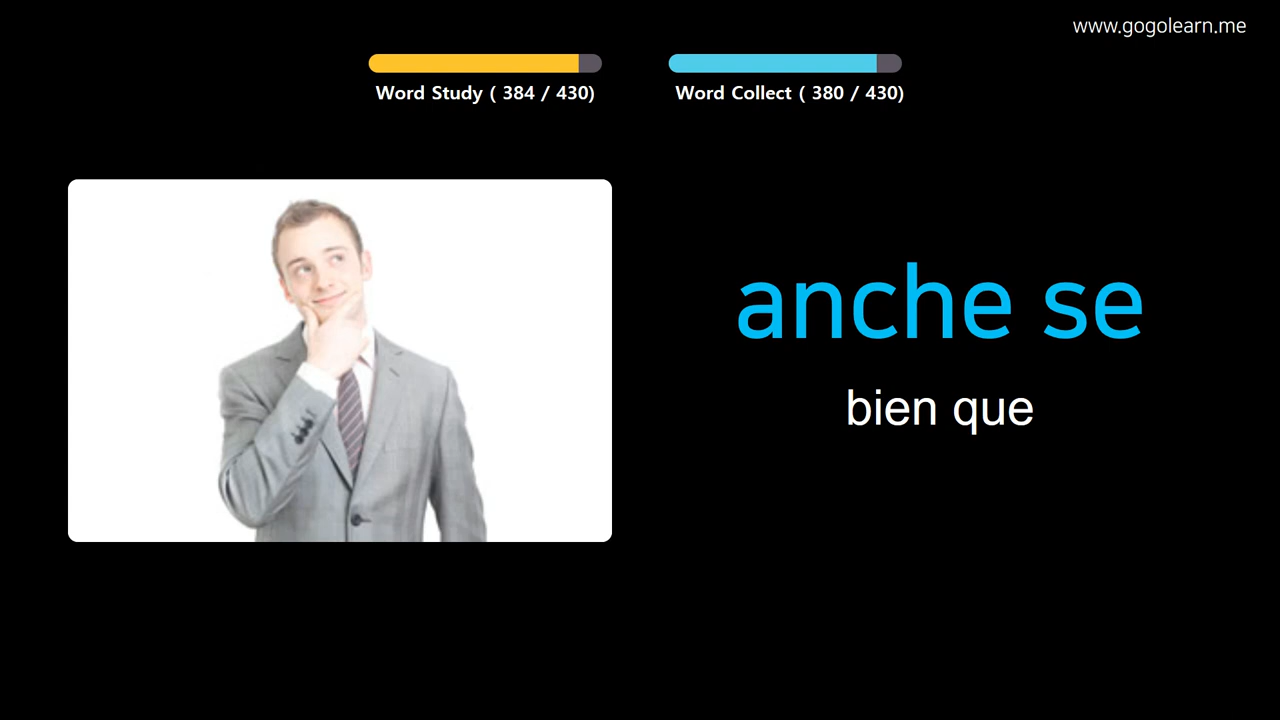 www.gogolearn.me
Word Study ( 384 / 430)
Word Collect ( 380 / 430)
anche se
bien que